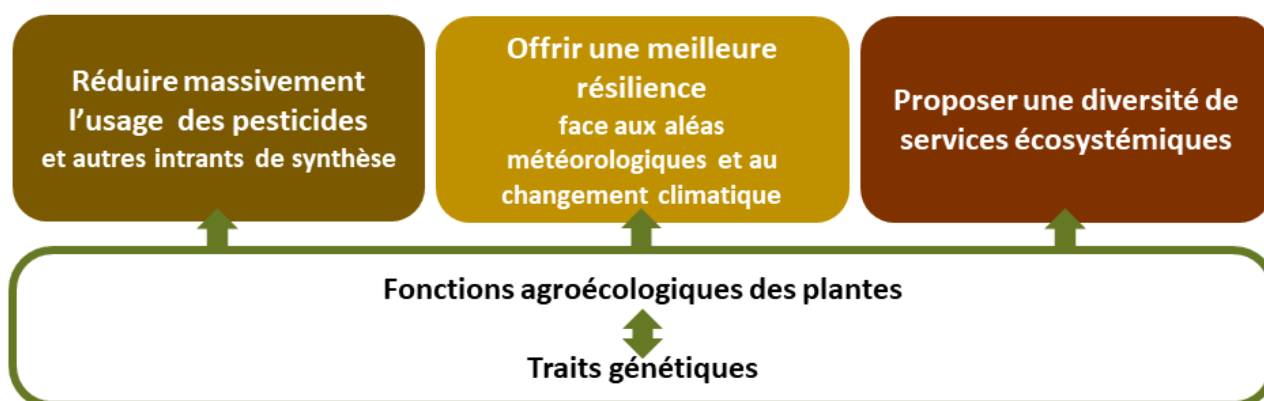 Réduire massivement
l'usage des pesticides
et autres intrants de synthèse
Offrir une meilleure
résilience
face aux aléas
météorologiques et au
changement climatique
Proposer une diversité de
services écosystémiques
Fonctions agroécologiques des plantes
Traits génétiques